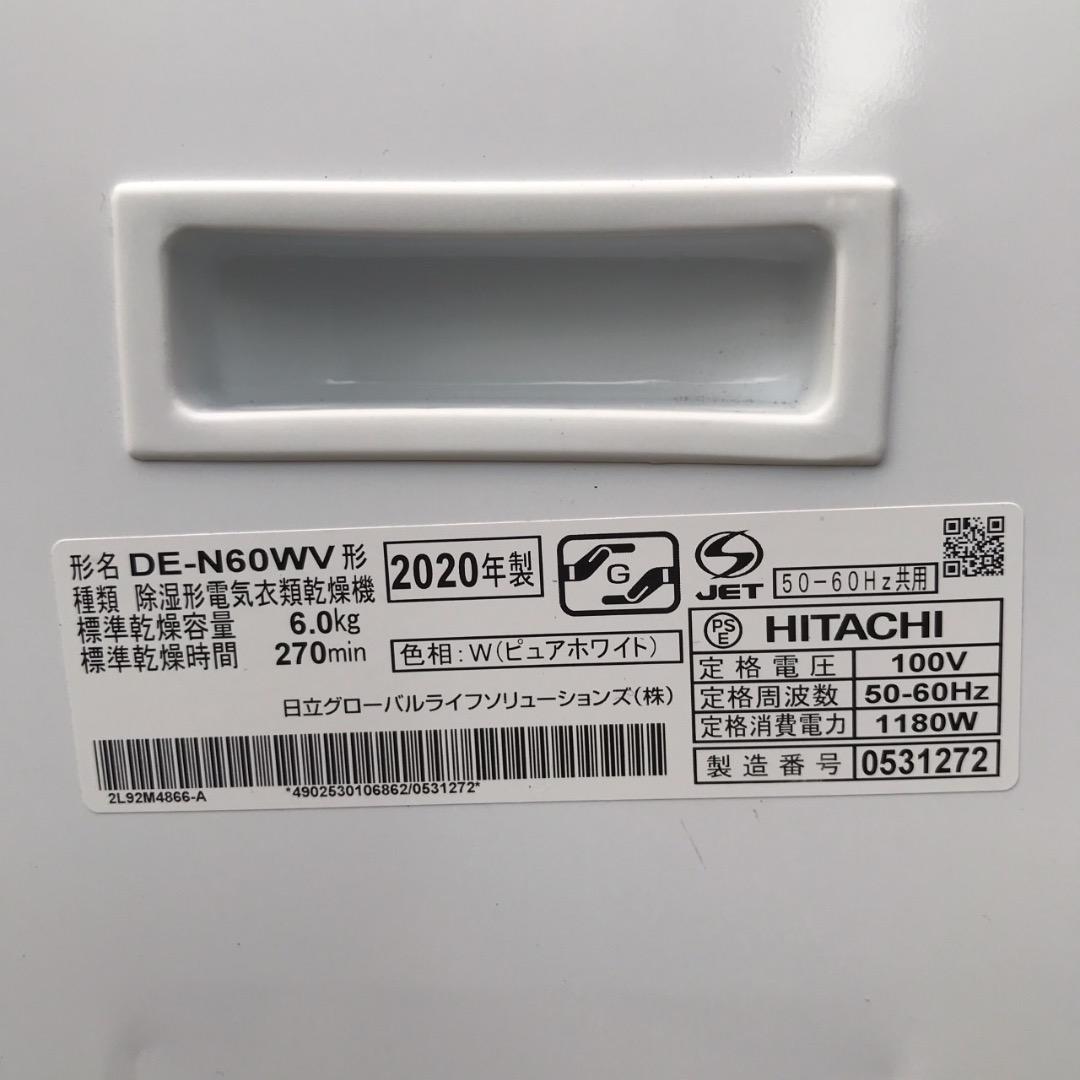 形名 DE-N60WV 形
種類 除湿形電気衣類乾燥機
標準乾燥容量 6.0kg
標準乾燥時間 270min
2020年製
G
JET
50-60Hz共用
色相:W(ピュアホワイト)
日立グローバルライフソリューションズ(株)
PS
E
HITACHI
定格電圧 100V
定格周波数 50-60Hz
定格消費電力 1180W
製造番号 0531272
2L92M4866-A
*4902530106862/0531272*